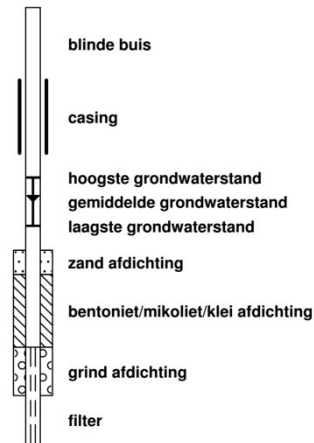 blinde buis
casing
hoogste grondwaterstand
gemiddelde grondwaterstand
laagste grondwaterstand
zand afdichting
bentoniet/mikoliet/klei afdichting
grind afdichting
filter